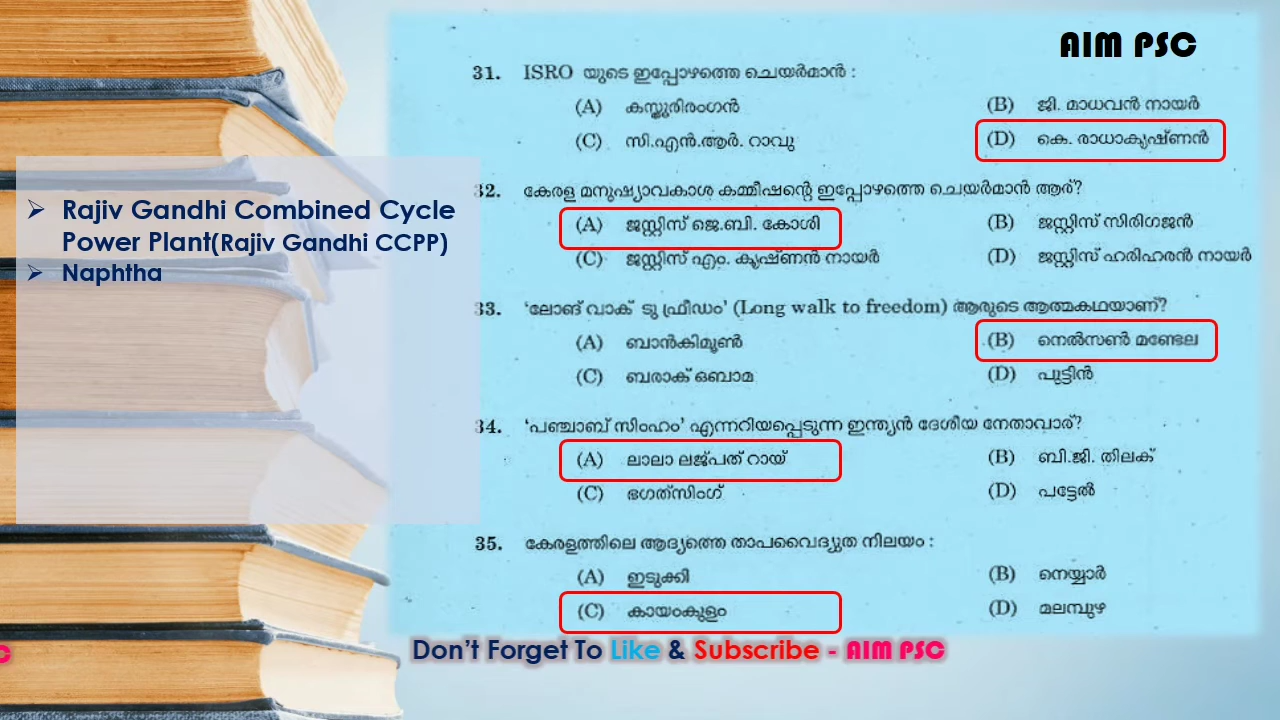 AIM PSC
31. ISRO യുടെ ഇപ്പോഴത്തെ ചെയർമാൻ :
(A) കസ്തൂരിരംഗൻ (B) ജി. മാധവൻ നായർ
(C) സി.എൻ.ആർ. റാവു (D) കെ. രാധാകൃഷ്ണൻ
32. കേരള മനുഷ്യാവകാശ കമ്മീഷന്റെ ഇപ്പോഴത്തെ ചെയർമാൻ ആര്?
(A) ജസ്റ്റിസ് ജെ.ബി. കോശി (B) ജസ്റ്റിസ് സിരിഗജൻ
(C) ജസ്റ്റിസ് എം. കൃഷ്ണൻ നായർ (D) ജസ്റ്റിസ് ഹരിഹരൻ നായർ
33. ‘ലോങ് വാക് ടു ഫ്രീഡം’ (Long walk to freedom) ആരുടെ ആത്മകഥയാണ്?
(A) ബാൻകിമൂൺ (B) നെൽസൺ മണ്ടേല
(C) ബരാക് ഒബാമ (D) പുട്ടിൻ
34. ‘പഞ്ചാബ് സിംഹം’ എന്നറിയപ്പെടുന്ന ഇന്ത്യൻ ദേശീയ നേതാവാര്?
(A) ലാലാ ലജ്പത് റായ് (B) ബി.ജി. തിലക്
(C) ഭഗത്സിംഗ് (D) പട്ടേൽ
35. കേരളത്തിലെ ആദ്യത്തെ താപവൈദ്യുത നിലയം :
(A) ഇടുക്കി (B) നെയ്യാർ
(C) കായംകുളം (D) മലമ്പുഴ
➢ Rajiv Gandhi Combined Cycle
Power Plant(Rajiv Gandhi CCPP)
➢ Naphtha
Don’t Forget To Like & Subscribe - AIM PSC
C